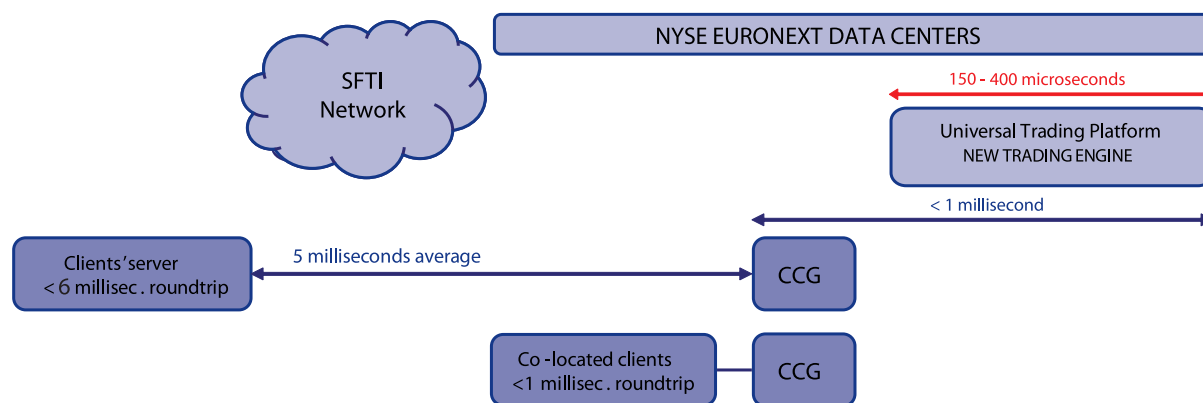 NYSE EURONEXT DATA CENTERS
SFTI
Network
150 - 400 microseconds
Universal Trading Platform
NEW TRADING ENGINE
< 1 millisecond
Clients' server
< 6 millisec . roundtrip
5 milliseconds average
CCG
Co -located clients
<1 millisec . roundtrip
CCG